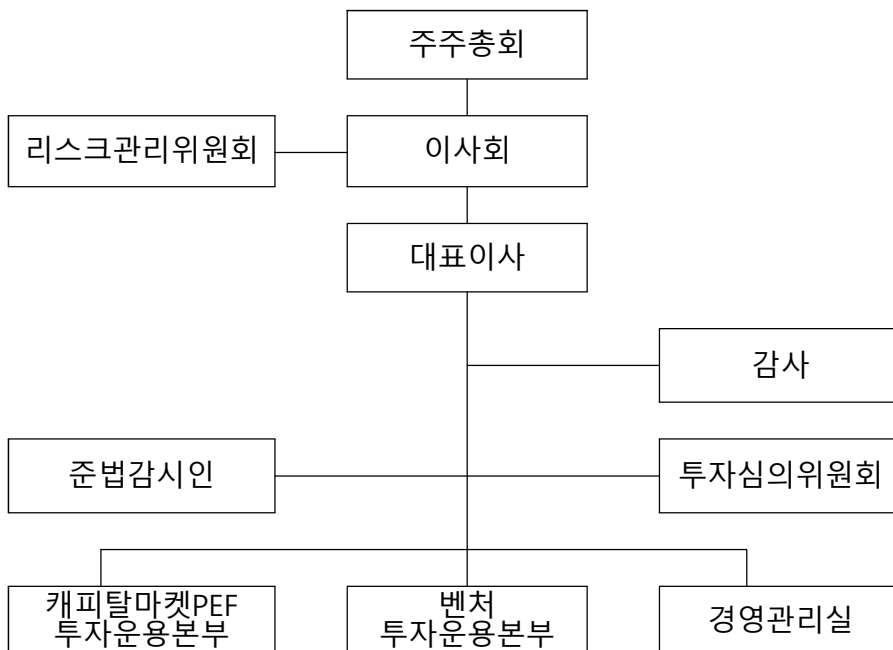 주주총회
리스크관리위원회
이사회
대표이사
감사
준법감시인
투자심의위원회
캐피탈마켓PEF
투자운용본부
벤처
투자운용본부
경영관리실